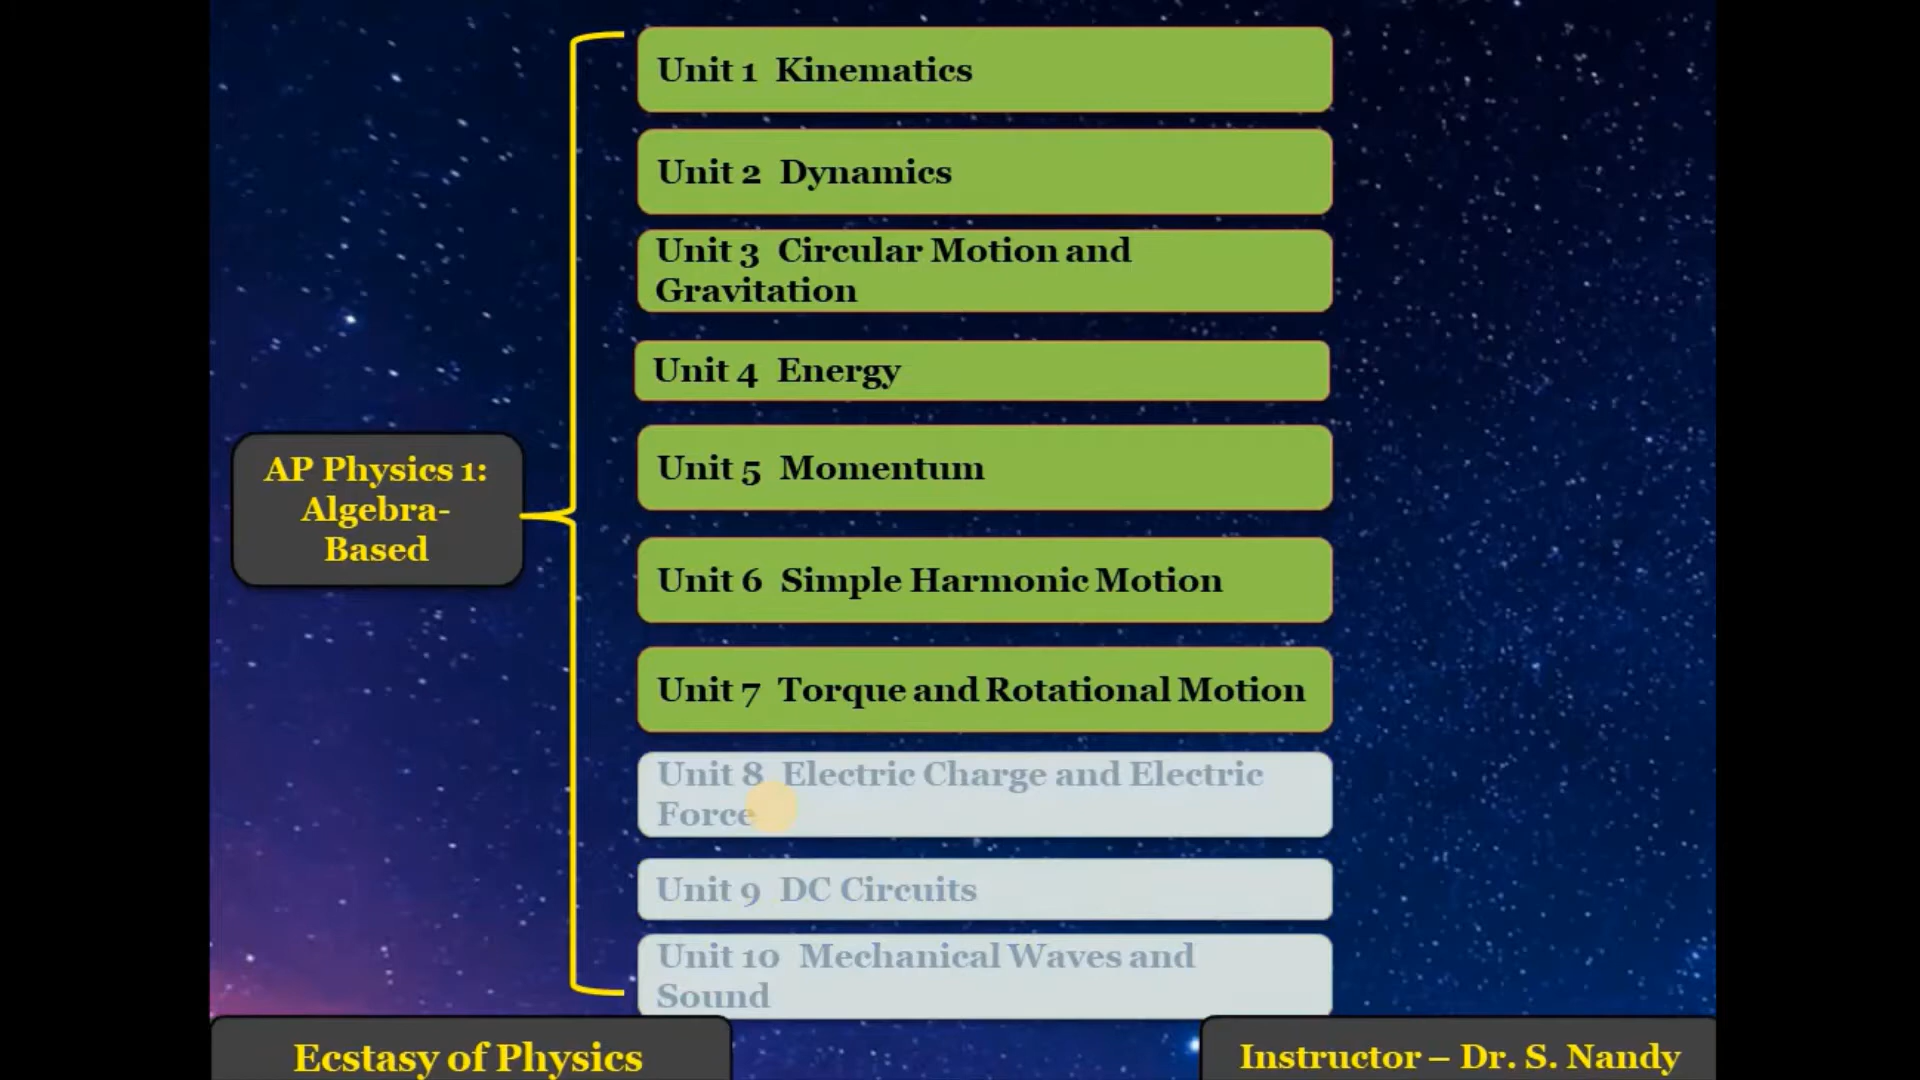 Unit 1 Kinematics
Unit 2 Dynamics
Unit 3 Circular Motion and
Gravitation
Unit 4 Energy
AP Physics 1:
Algebra-
Based
Unit 5 Momentum
Unit 6 Simple Harmonic Motion
Unit 7 Torque and Rotational Motion
Unit 8 Electric Charge and Electric
Force
Unit 9 DC Circuits
Unit 10 Mechanical Waves and
Sound
Ecstasy of Physics
Instructor – Dr. S. Nandy